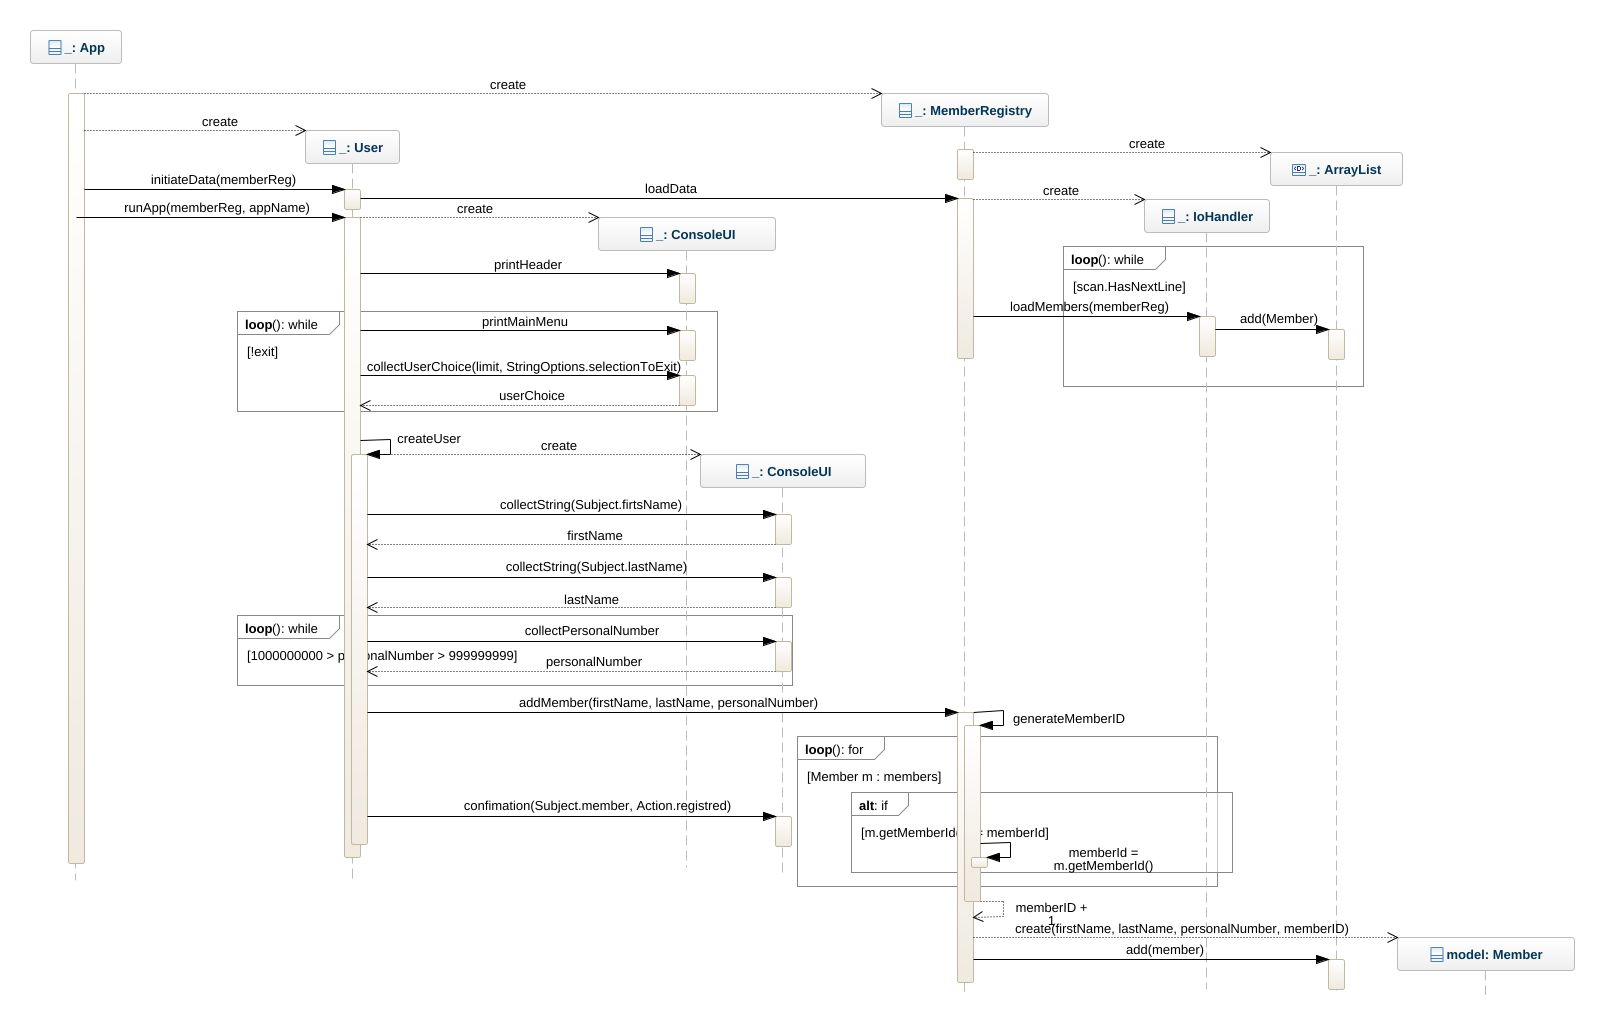 _: App
create
_: MemberRegistry
create
_: User
create
_: ArrayList
initiateData(memberReg)
loadData
create
runApp(memberReg, appName)
create
_: IoHandler
_: ConsoleUI
loop(): while
printHeader
[scan.HasNextLine]
loadMembers(memberReg)
add(Member)
loop(): while
printMainMenu
[!exit]
collectUserChoice(limit, StringOptions.selectionToExit)
userChoice
createUser
create
_: ConsoleUI
collectString(Subject.firtsName)
firstName
collectString(Subject.lastName)
lastName
loop(): while
collectPersonalNumber
[1000000000 > p onalNumber > 999999999]
personalNumber
addMember(firstName, lastName, personalNumber)
generateMemberID
loop(): for
[Member m : members]
confimation(Subject.member, Action.registred)
alt: if
[m.getMemberId = memberId]
memberId =
m.getMemberId()
memberID +
1
create(firstName, lastName, personalNumber, memberID)
add(member)
model: Member